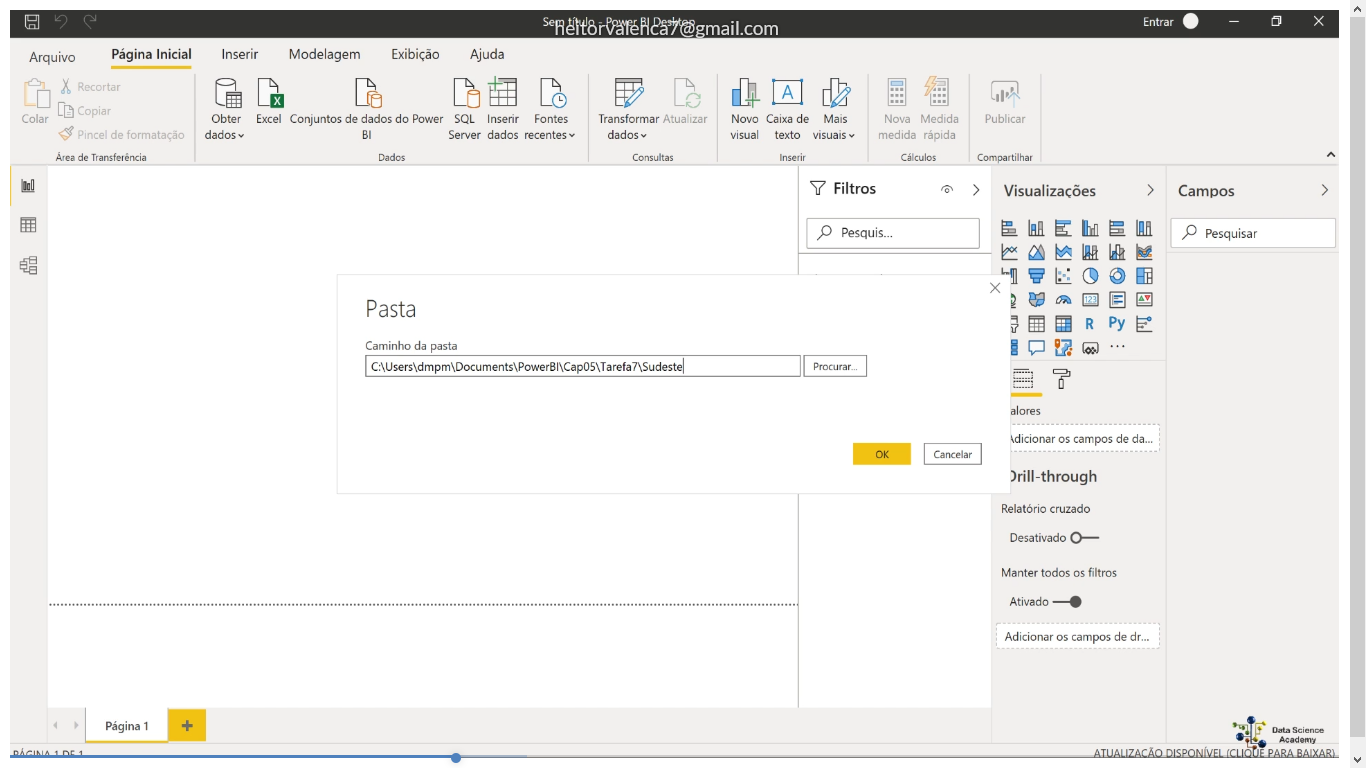 Sem título - Power BI Desktop
heitorvalenca7@gmail.com
Entrar
Arquivo
Página Inicial
Inserir
Modelagem
Exibição
Ajuda
Colar
Recortar
Copiar
Pincel de formatação
Área de Transferência
Obter dados
Excel
Conjuntos de dados do Power BI
SQL Server
Inserir dados
Fontes recentes
Dados
Transformar dados
Atualizar
Consultas
Novo visual
Caixa de texto
Mais visuais
Inserir
Nova medida
Medida rápida
Cálculos
Publicar
Compartilhar
Filtros
Pesquis...
Visualizações
Campos
Pesquisar
Pasta
Caminho da pasta
C:\Users\dmpm\Documents\PowerBI\Cap05\Tarefa7\Sudeste
Procurar...
OK
Cancelar
123
R
Py
...
alores
Adicionar os campos de da...
Drill-through
Relatório cruzado
Desativado
Manter todos os filtros
Ativado
Adicionar os campos de dr...
Página 1
PÁGINA 1 DE 1
Data Science
Academy
ATUALIZAÇÃO DISPONÍVEL (CLIQUE PARA BAIXAR)